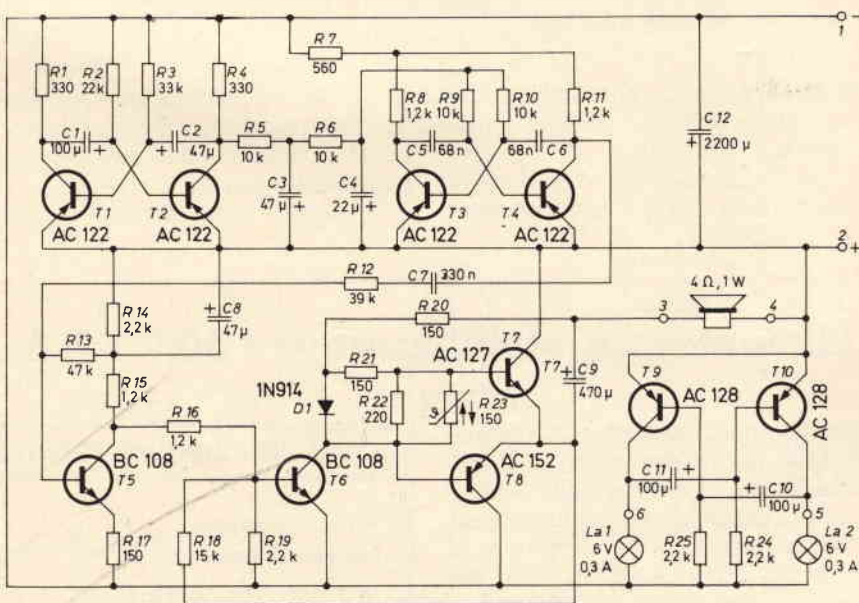 1 -
R1
330
R2
22k
R3
33k
R4
330
R7
560
R8
1,2k
R9
10k
R10
10k
R11
1,2k
C12
2200 µ
C1
100µ
C2
47µ
R5
10k
R6
10k
C5
68n
68n
C6
C3
47µ
C4
22µ
T1
T2
T3
T4
AC 122
AC 122
AC 122
AC 122
2 +
R14
2,2k
C8
47µ
R12
39k
C7
330n
R20
150
4 Ω, 1 W
3
4
R13
47k
R15
1,2k
R21
150
AC 127
T7
T7
C9
470 µ
T9
AC 128
T10
AC 128
1N914
D1
R22
220
ϑ
R23
150
R16
1,2k
BC 108
T5
BC 108
T6
AC 152
T8
C11
100µ
C10
100 µ
6
5
R17
150
R18
15k
R19
2,2k
La 1
6V
0,3A
R25
2,2k
R24
2,2k
La 2
6V
0,3 A